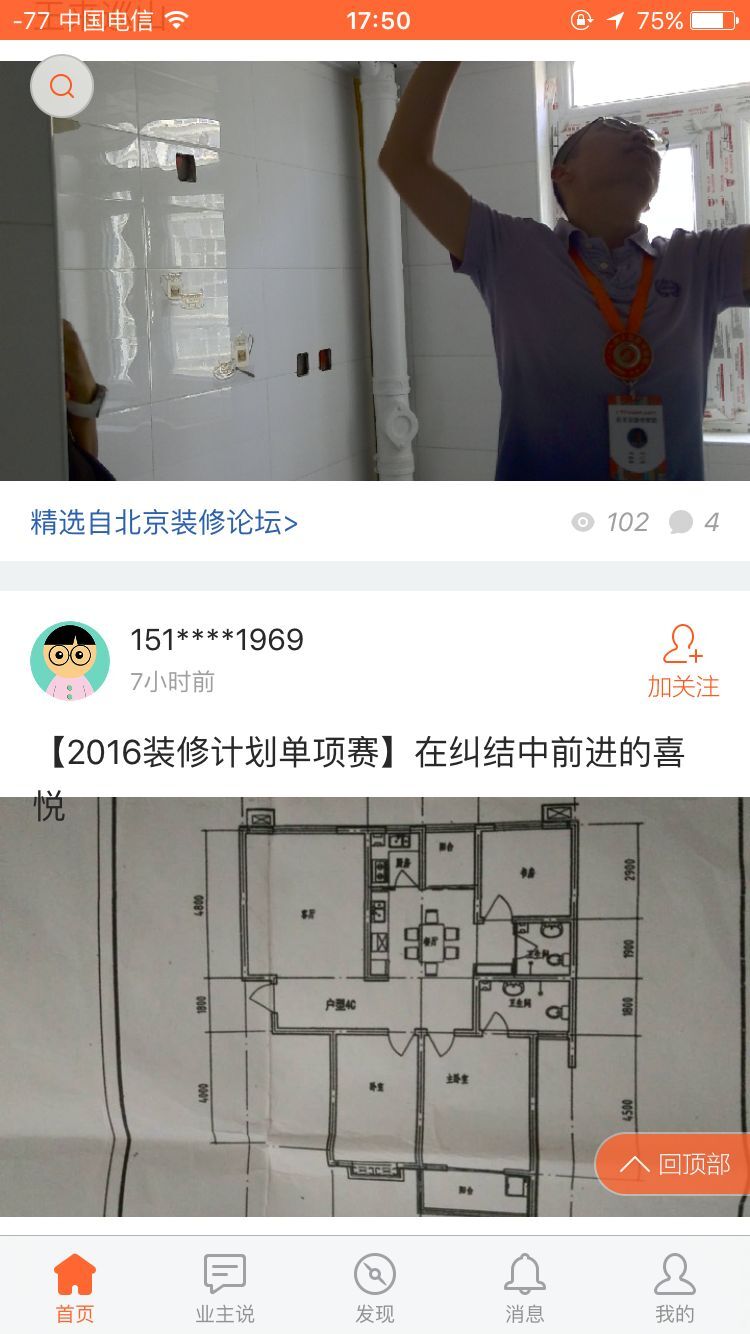 -77 中国电信 17:50 75%
精选自北京装修论坛> 102 4
151****1969
7小时前
加关注
【2016装修计划单项赛】在纠结中前进的喜
悦
厨房
阳台
书房
2900
4800
客厅
餐厅
卫生间
1900
1800
户型4C
卫生间
1800
4000
卧室
主卧室
4500
阳台
回顶部
首页 业主说 发现 消息 我的